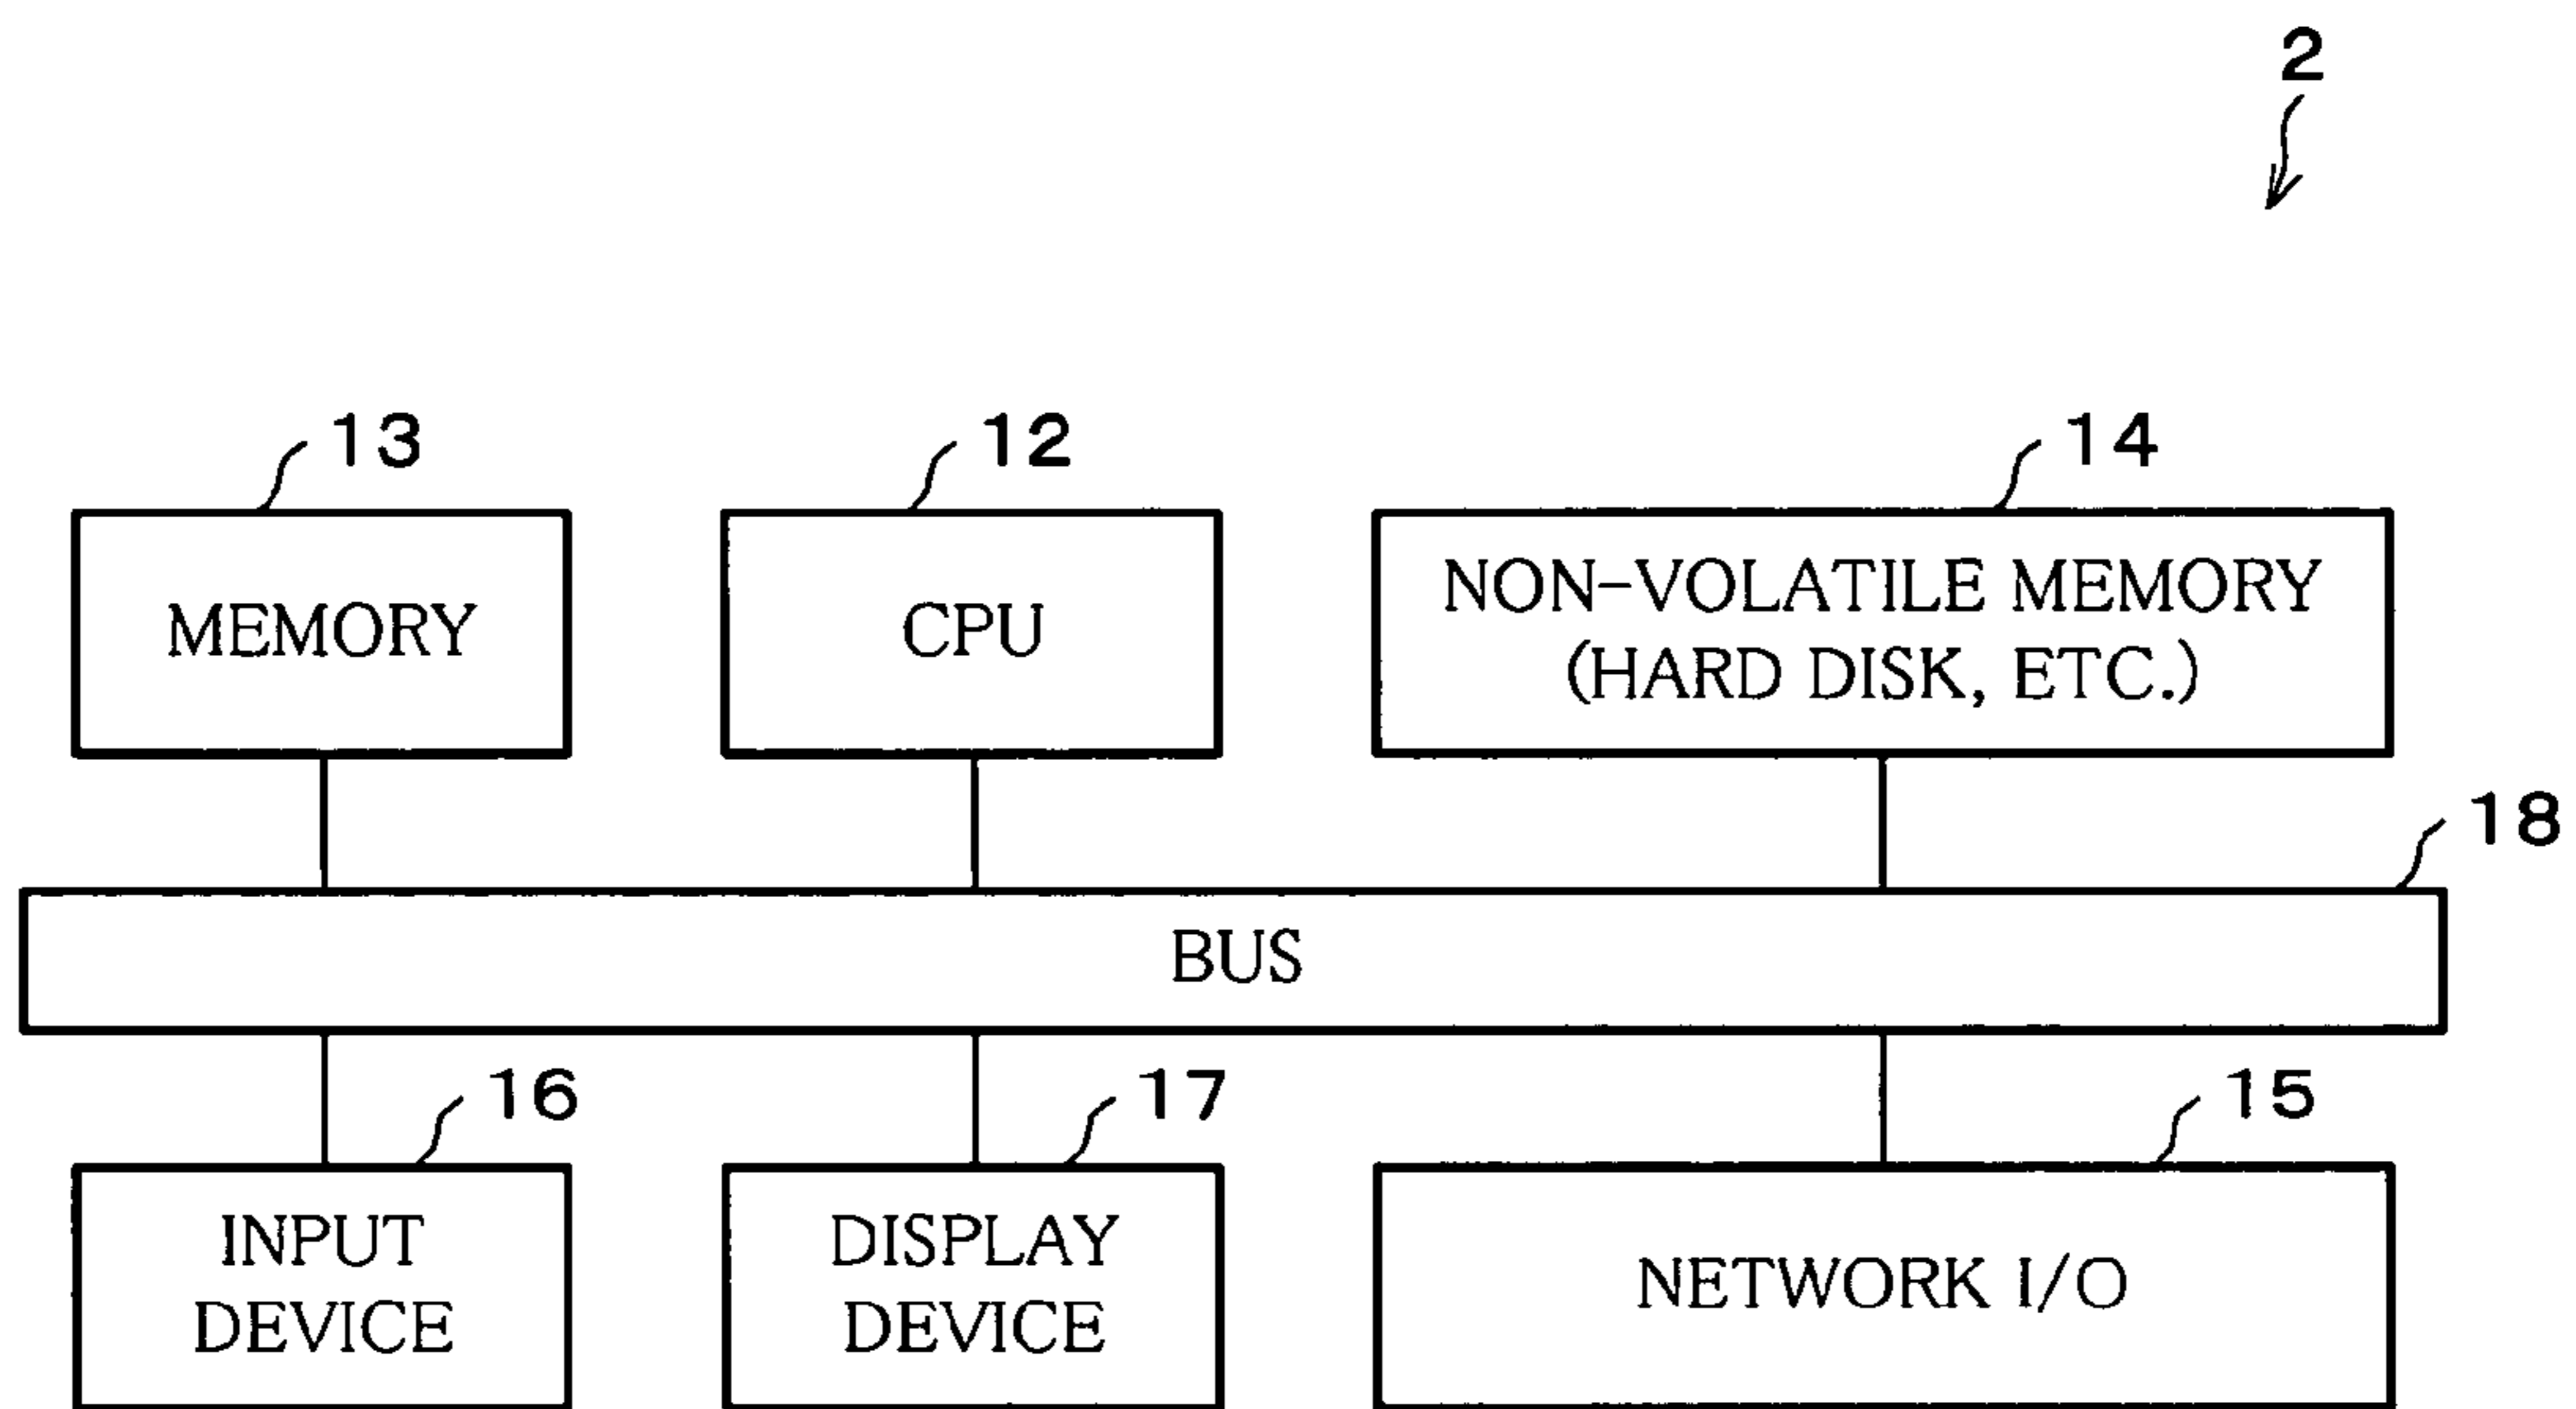 2
13
12
14
MEMORY
CPU
NON-VOLATILE MEMORY
(HARD DISK, ETC.)
18
BUS
16
17
15
INPUT
DEVICE
DISPLAY
DEVICE
NETWORK I/O